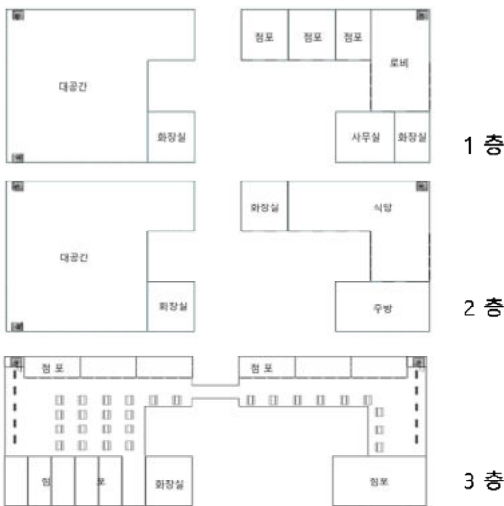 점포 점포 점포
로비
대공간
화장실 사무실 화장실
1 층
화장실 식당
대공간
화장실 주방
2 층
점 포 점 포
점 포 화장실 점포
3 층